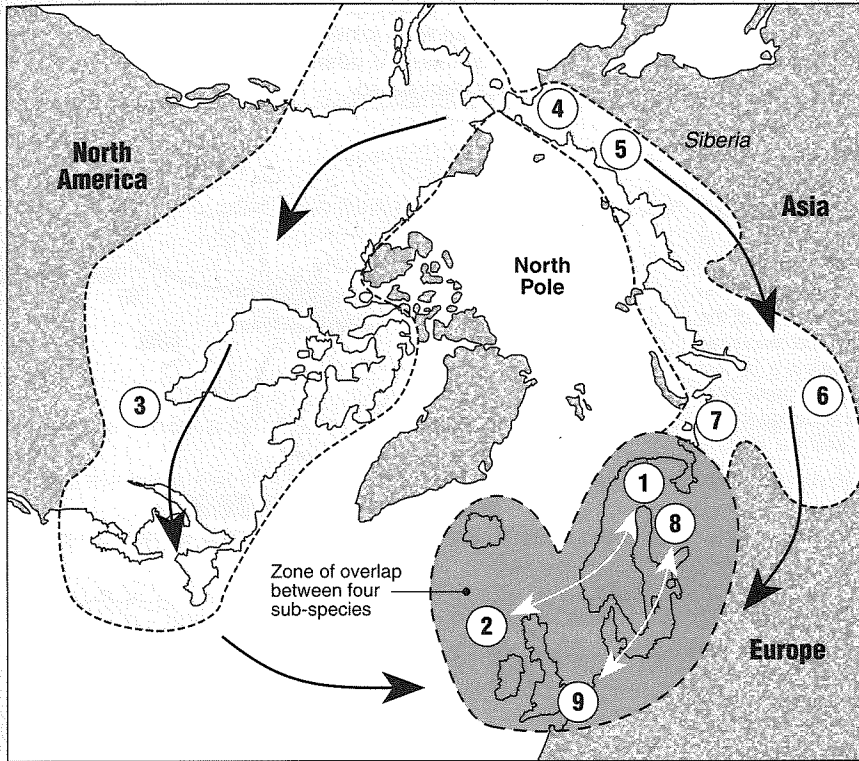 North
America
4
5
Siberia
Asia
North
Pole
3
6
7
1
8
Zone of overlap
between four
sub-species
2
Europe
9